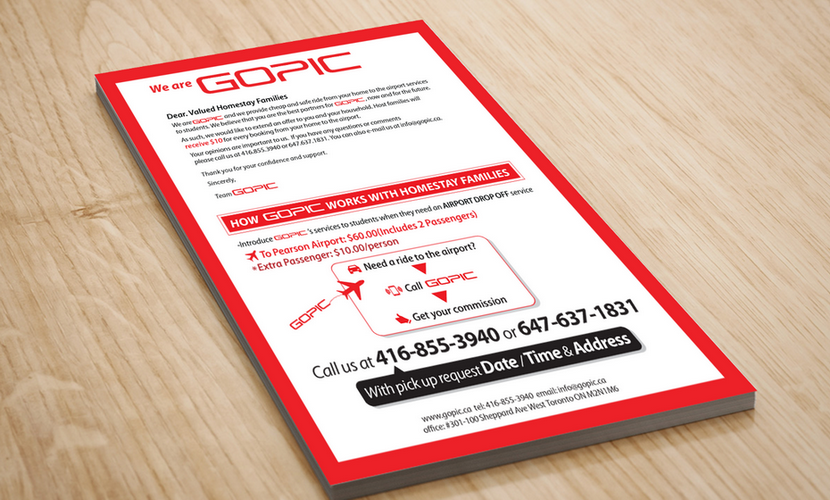 We are GOPIC
Dear. Valued Homestay Families
We are GOPIC and we provide cheap and safe ride from your home to the airport services
to students. We believe that you are the best partners for GOPIC, now and for the future.
As such, we would like to extend an offer to you and your household. Host families will
receive $10 for every booking from your home to the airport.
Your opinions are important to us. If you have any questions or comments
please call us at 416.855.3940 or 647.637.1831. You can also e-mail us at info@gopic.ca.
Thank you for your confidence and support.
Sincerely,
Team GOPIC
HOW GOPIC WORKS WITH HOMESTAY FAMILIES
-Introduce GOPIC's services to students when they need an AIRPORT DROP OFF service
To Pearson Airport: $60.00(Includes 2 Passengers)
*Extra Passenger: $10.00/person
Need a ride to the airport?
Call GOPIC
GOPIC
Get your commission
Call us at 416-855-3940 or 647-637-1831
With pick up request Date / Time & Address
www.gopic.ca tel: 416-855-3940 email: info@gopic.ca
office: #301-100 Sheppard Ave West Toronto ON.M2N1M6